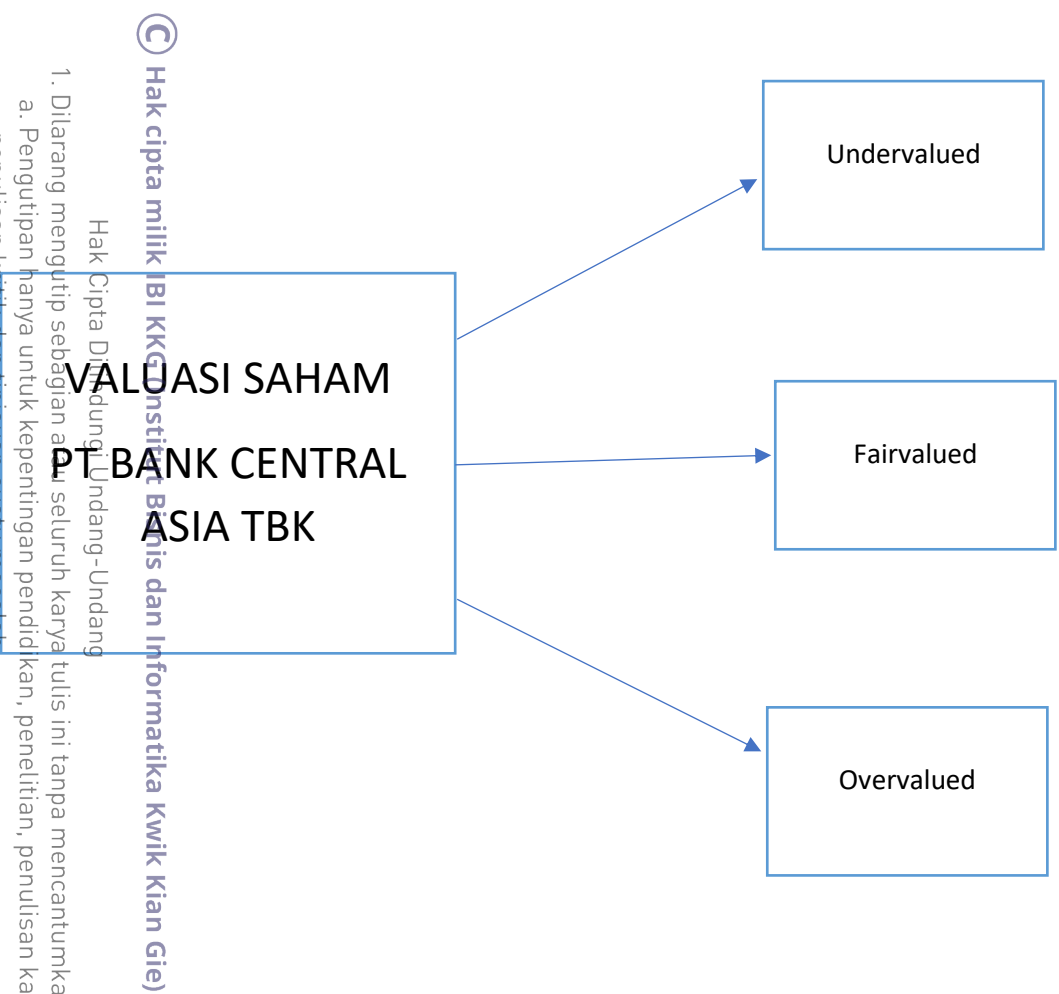 © Hak cipta milik IBI KKG (Institut Bisnis dan Informatika Kwik Kian Gie)
Hak Cipta Dilindungi Undang-Undang
1. Dilarang mengutip sebagian atau seluruh karya tulis ini tanpa mencantumka
a. Pengutipan hanya untuk kepentingan pendidikan, penelitian, penulisan ka
VALUASI SAHAM
PT BANK CENTRAL
ASIA TBK
Undervalued
Fairvalued
Overvalued